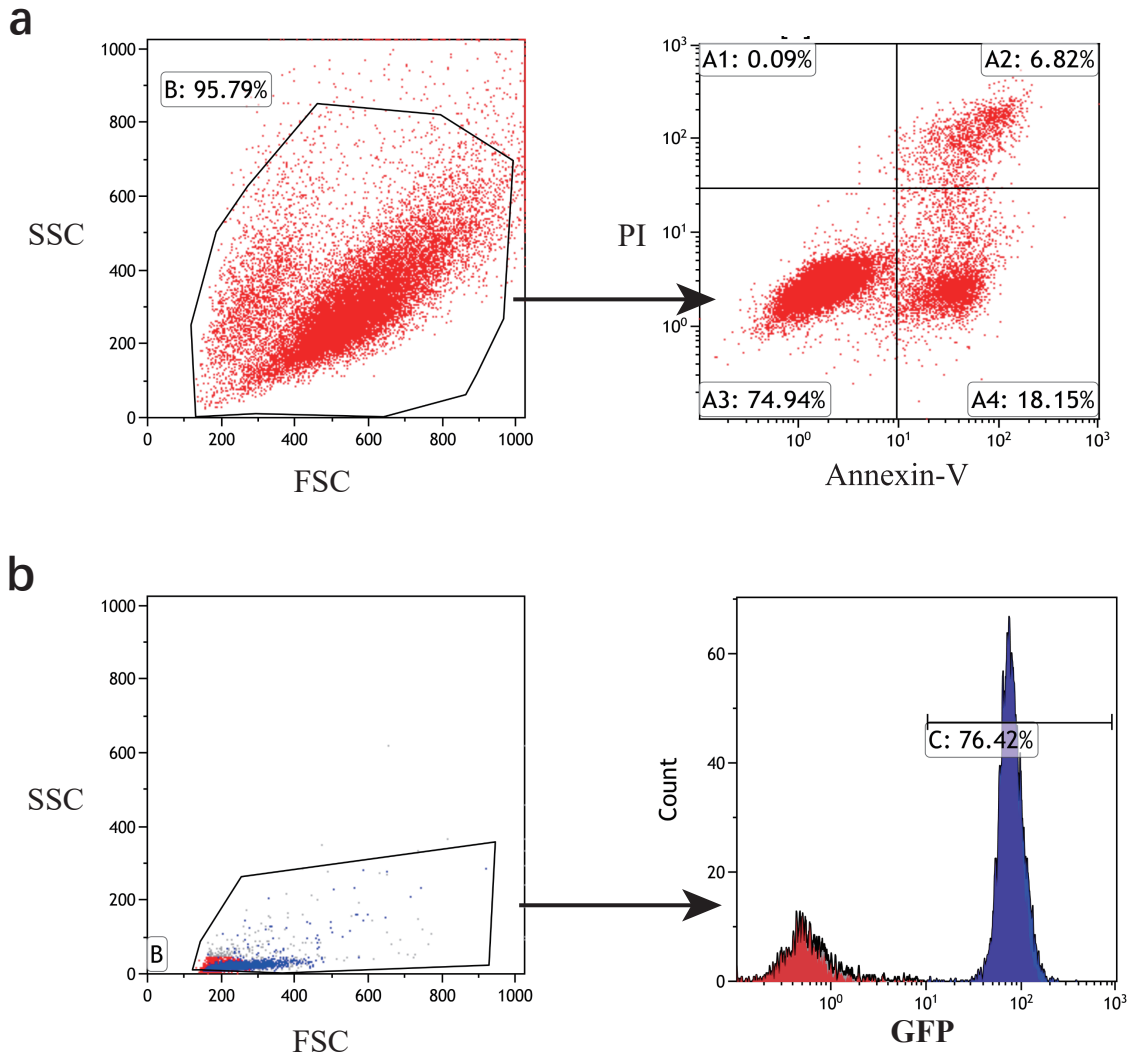 a
1000
800
600
400
200
0
SSC
B: 95.79%
0 200 400 600 800 1000
FSC
10³
10²
10¹
10⁰
PI
A1: 0.09%
A2: 6.82%
A3: 74.94%
A4: 18.15%
10⁰ 10¹ 10² 10³
Annexin-V
b
1000
800
600
400
200
0
SSC
B
0 200 400 600 800 1000
FSC
60
40
20
0
Count
C: 76.42%
10⁰ 10¹ 10² 10³
GFP